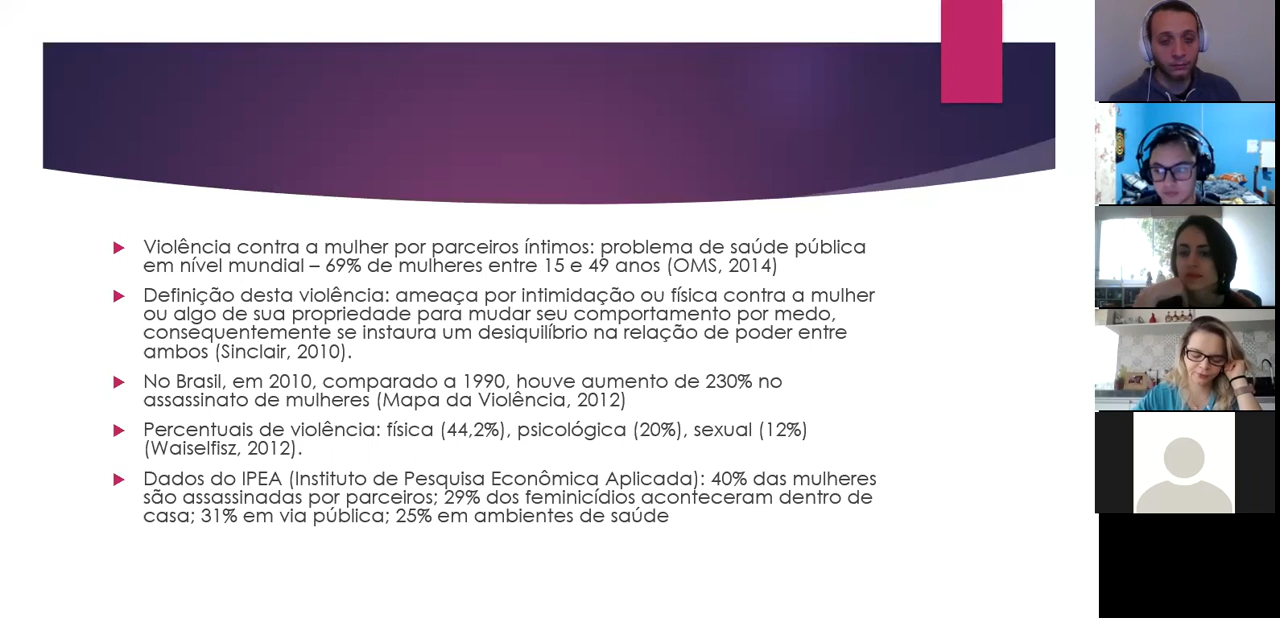 Violência contra a mulher por parceiros íntimos: problema de saúde pública
em nível mundial – 69% de mulheres entre 15 e 49 anos (OMS, 2014)
Definição desta violência: ameaça por intimidação ou física contra a mulher
ou algo de sua propriedade para mudar seu comportamento por medo,
consequentemente se instaura um desiquilíbrio na relação de poder entre
ambos (Sinclair, 2010).
No Brasil, em 2010, comparado a 1990, houve aumento de 230% no
assassinato de mulheres (Mapa da Violência, 2012)
Percentuais de violência: física (44,2%), psicológica (20%), sexual (12%)
(Waiselfisz, 2012).
Dados do IPEA (Instituto de Pesquisa Econômica Aplicada): 40% das mulheres
são assassinadas por parceiros; 29% dos feminicídios aconteceram dentro de
casa; 31% em via pública; 25% em ambientes de saúde